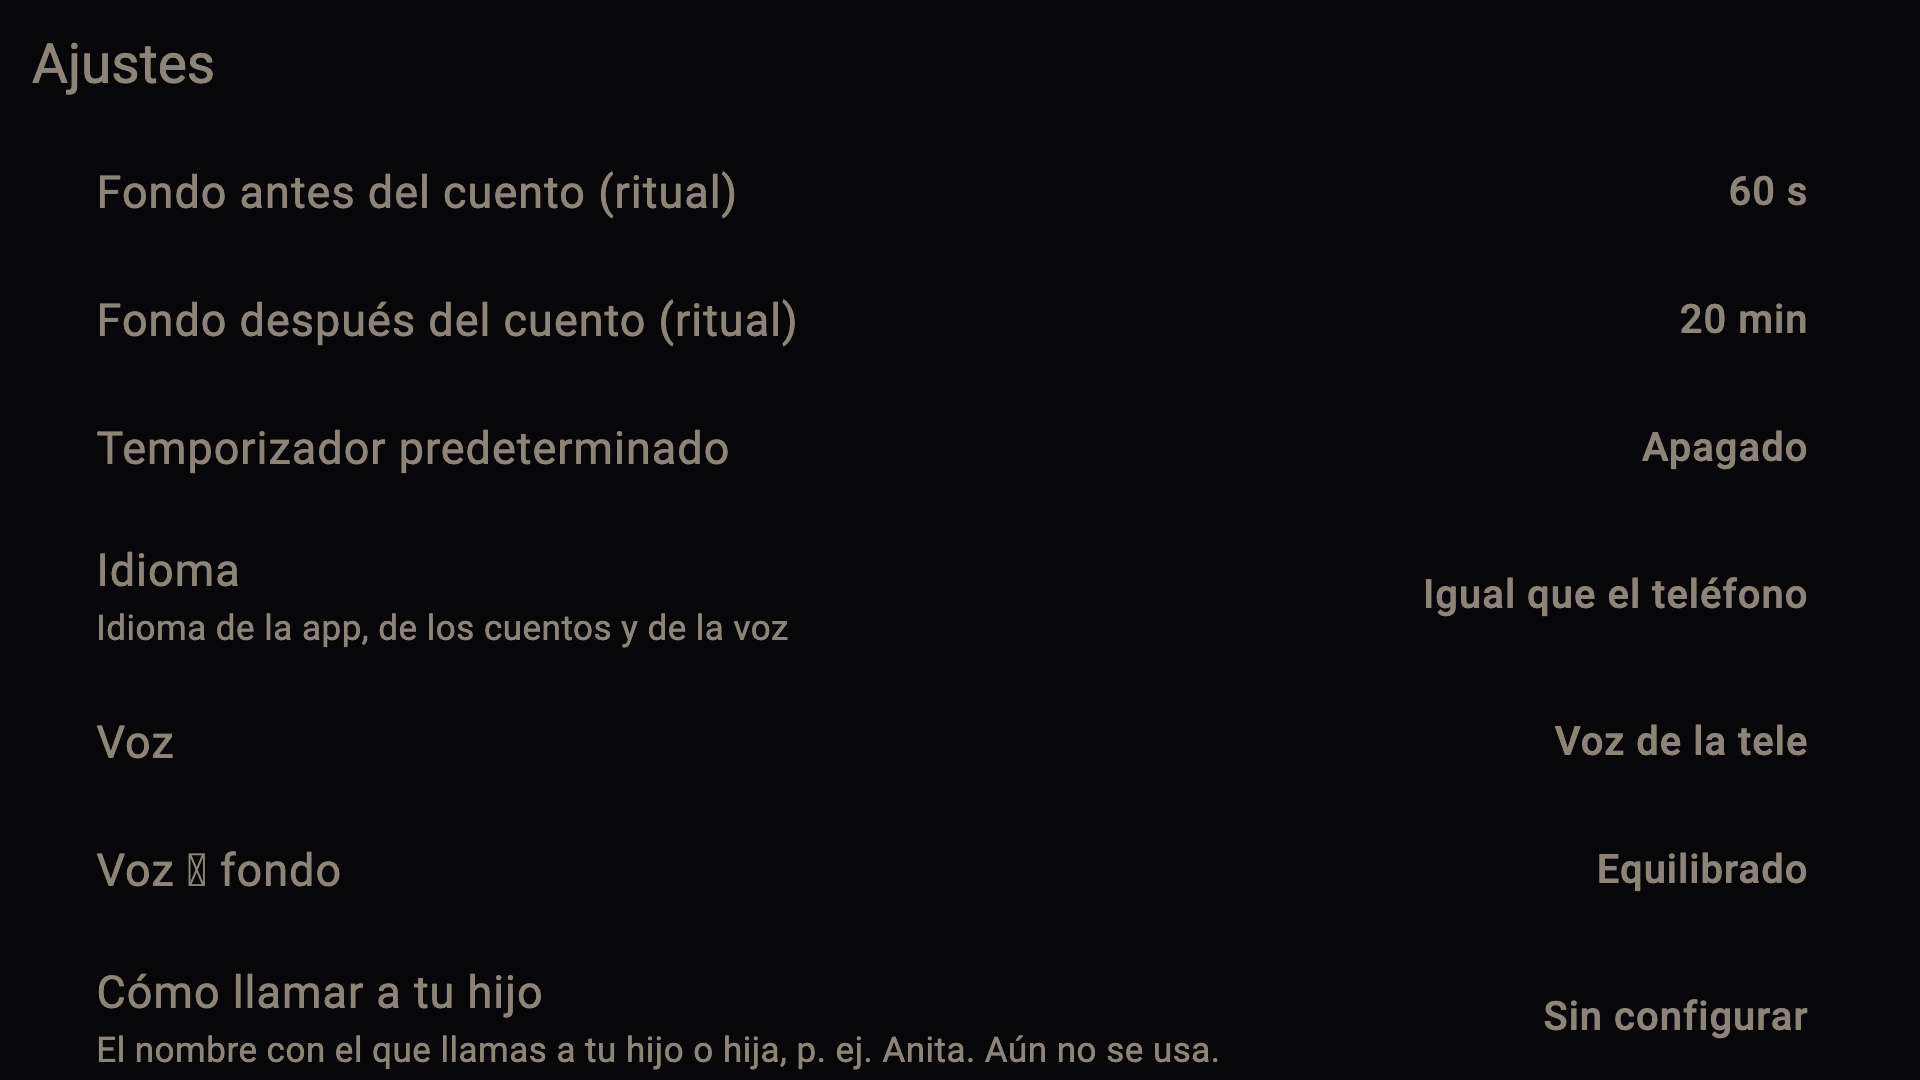 Ajustes
Fondo antes del cuento (ritual)
60 s
Fondo después del cuento (ritual)
20 min
Temporizador predeterminado
Apagado
Idioma
Idioma de la app, de los cuentos y de la voz
Igual que el teléfono
Voz
Voz de la tele
Voz fondo
Equilibrado
Cómo llamar a tu hijo
El nombre con el que llamas a tu hijo o hija, p. ej. Anita. Aún no se usa.
Sin configurar